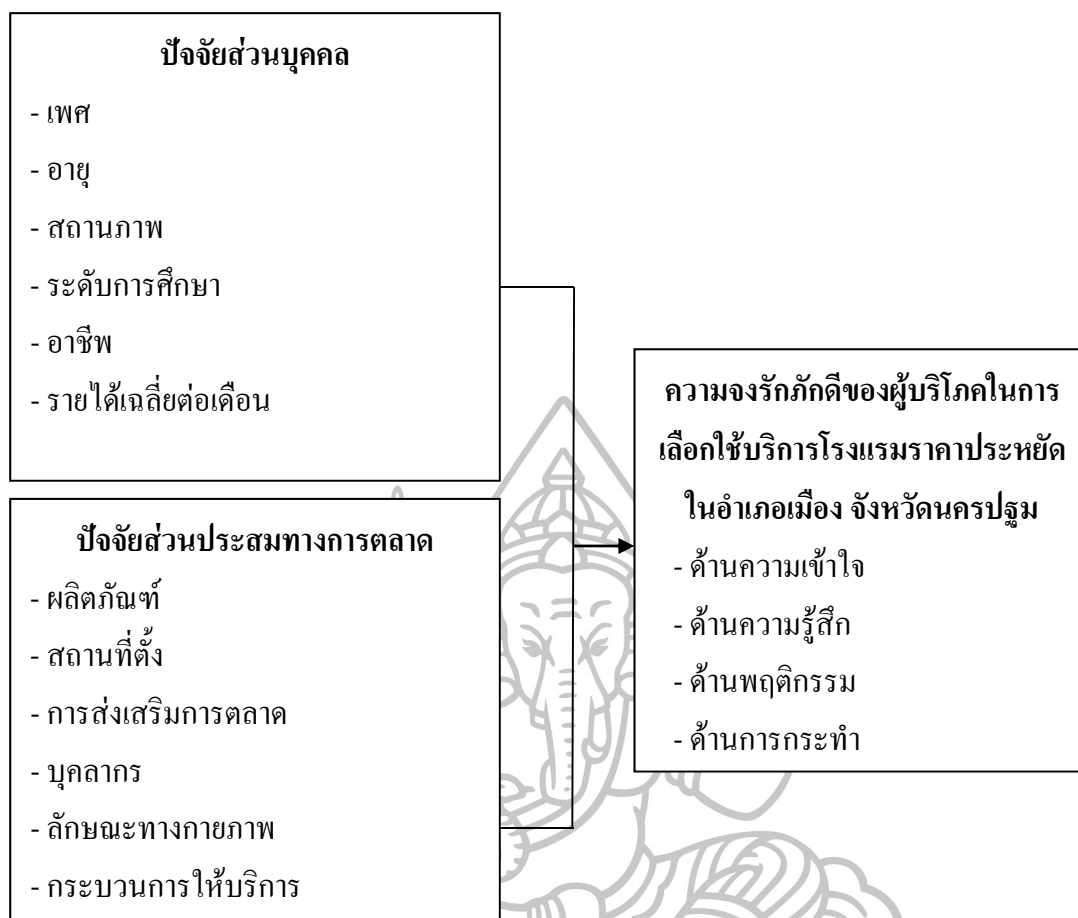 ปัจจัยส่วนบุคคล
- เพศ
- อายุ
- สถานภาพ
- ระดับการศึกษา
- อาชีพ
- รายได้เฉลี่ยต่อเดือน
ปัจจัยส่วนประสมทางการตลาด
- ผลิตภัณฑ์
- สถานที่ตั้ง
- การส่งเสริมการตลาด
- บุคลากร
- ลักษณะทางกายภาพ
- กระบวนการให้บริการ
ความจงรักภักดีของผู้บริโภคในการ
เลือกใช้บริการโรงแรมราคาประหยัด
ในอำเภอเมือง จังหวัดนครปฐม
- ด้านความเข้าใจ
- ด้านความรู้สึก
- ด้านพฤติกรรม
- ด้านการกระทำ